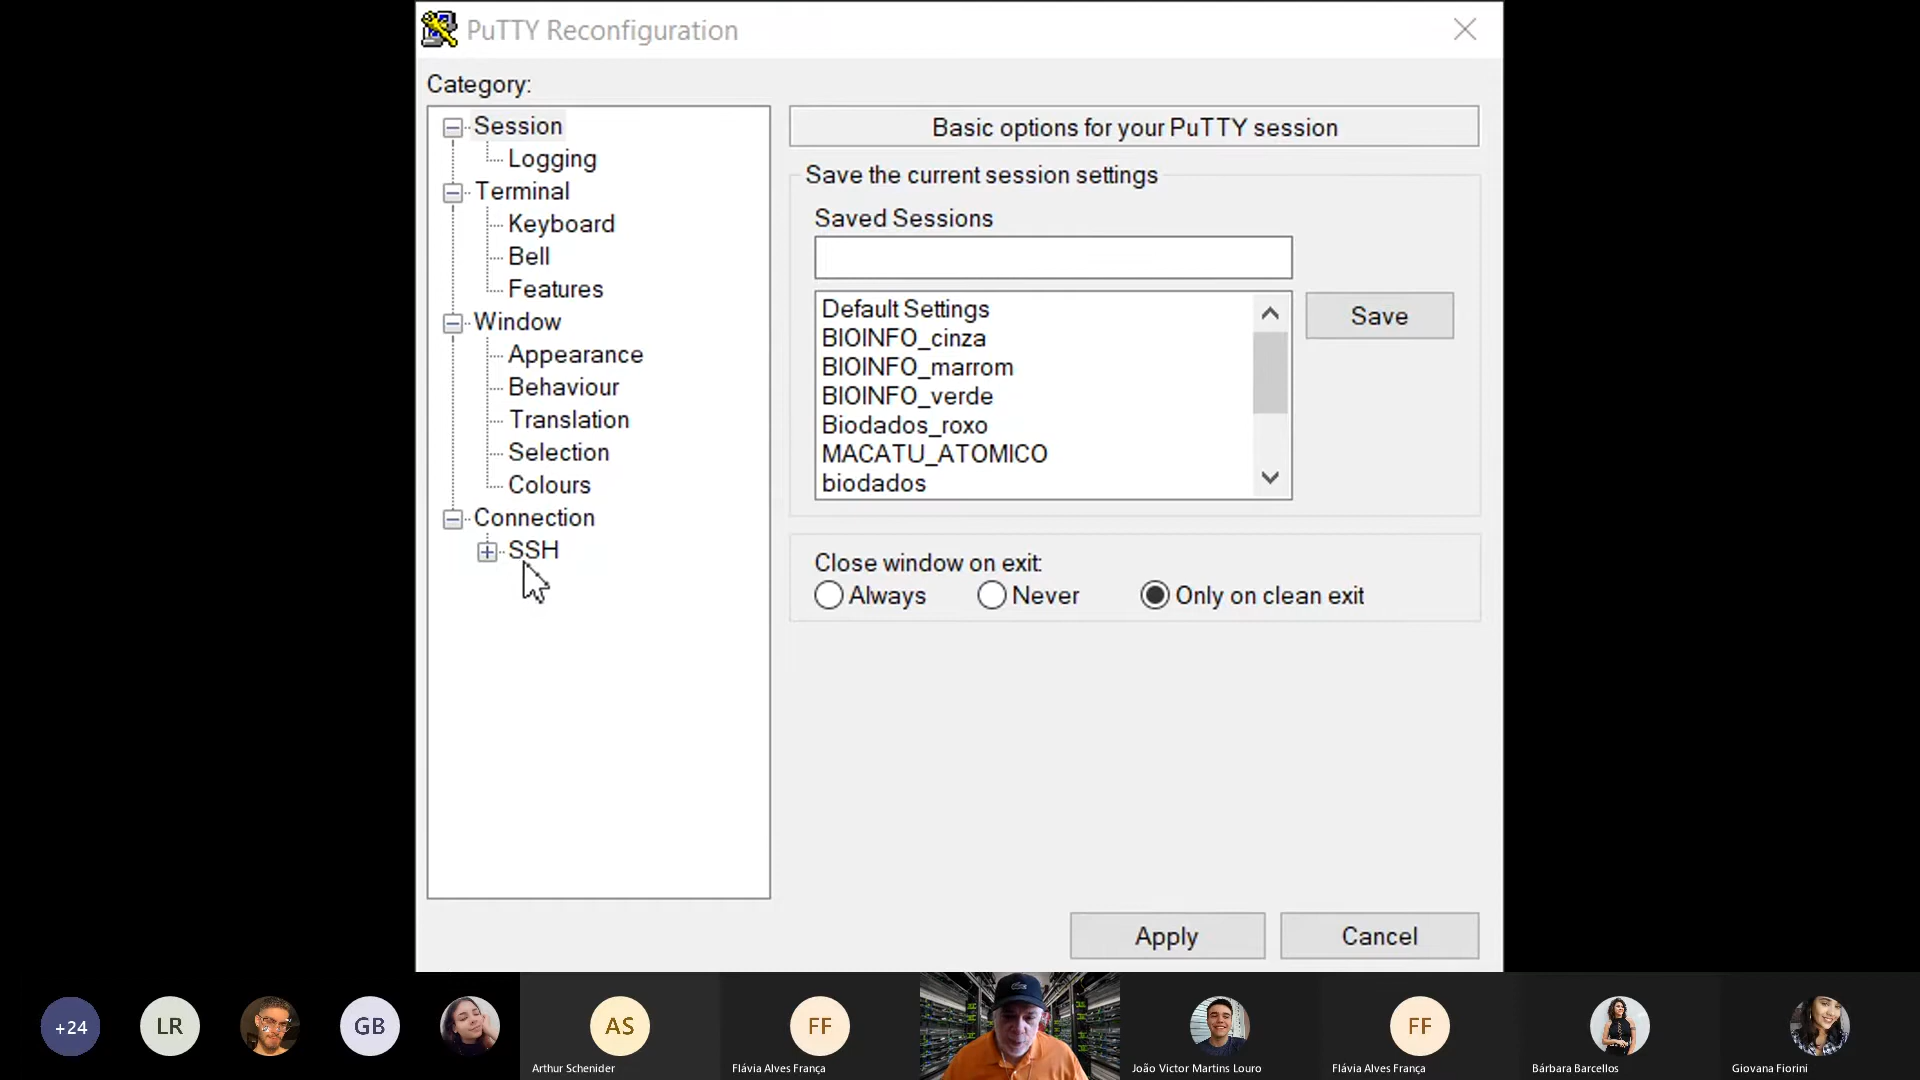 PuTTY Reconfiguration
Category:
Session
Logging
Terminal
Keyboard
Bell
Features
Window
Appearance
Behaviour
Translation
Selection
Colours
Connection
SSH
Basic options for your PuTTY session
Save the current session settings
Saved Sessions
Default Settings
BIOINFO_cinza
BIOINFO_marrom
BIOINFO_verde
Biodados_roxo
MACATU_ATOMICO
biodados
Save
Close window on exit:
Always Never Only on clean exit
Apply Cancel
+24 LR GB AS FF FF
Arthur Schenider Flávia Alves França João Victor Martins Louro Flávia Alves França Bárbara Barcellos Giovana Fiorini